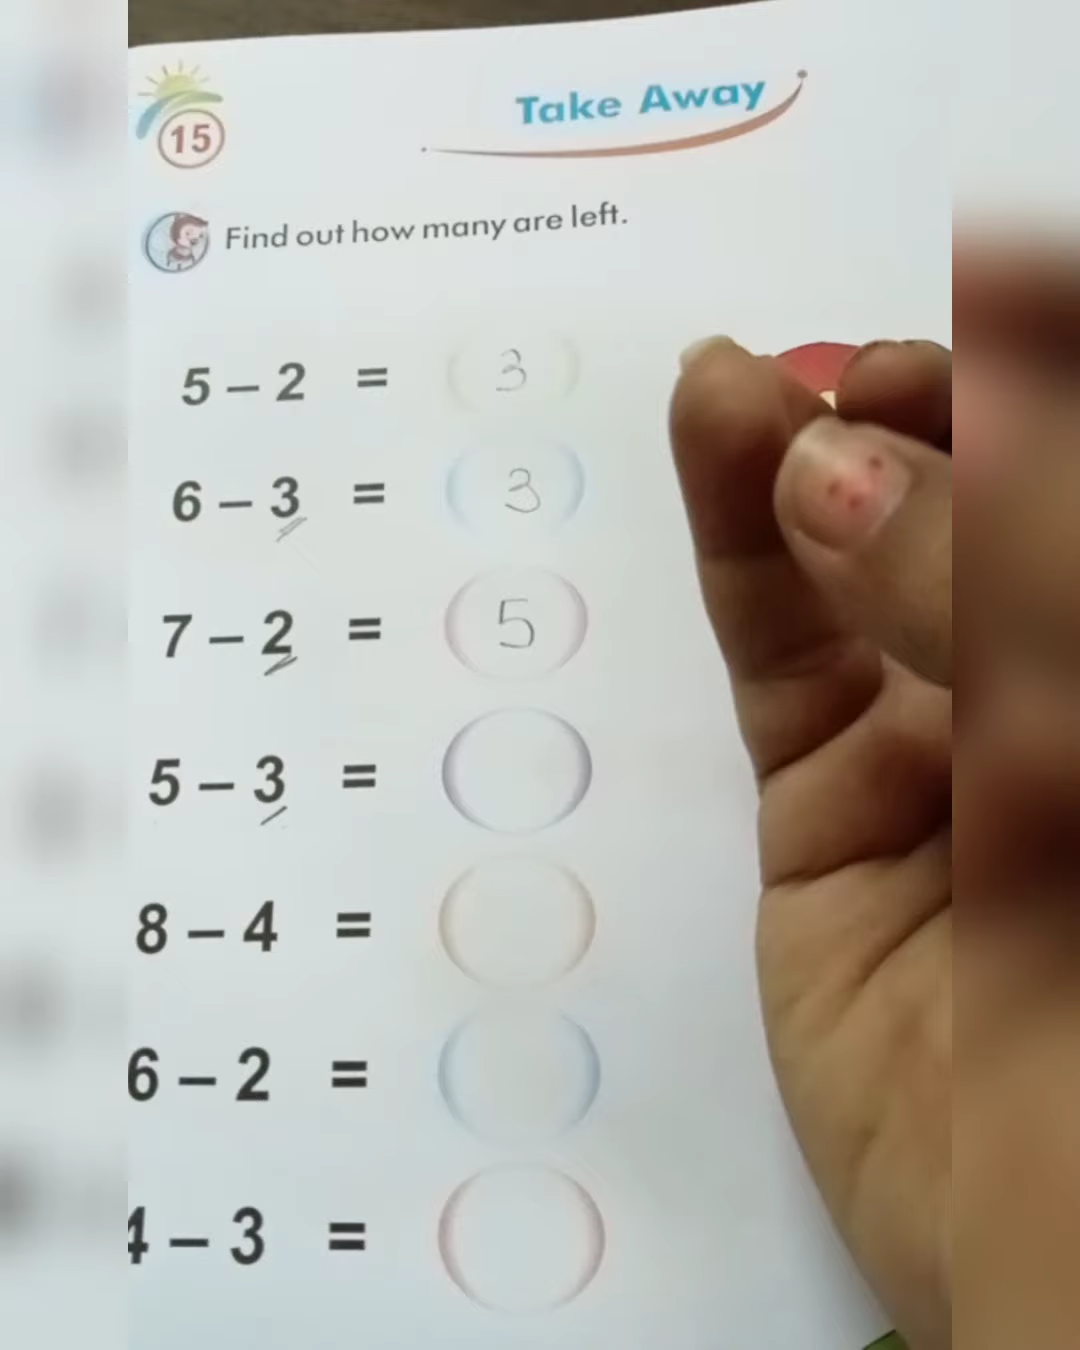 15
Take Away
Find out how many are left.
5 – 2 = 3
6 – 3 = 3
7 – 2 = 5
5 – 3 =
8 – 4 =
6 – 2 =
4 – 3 =